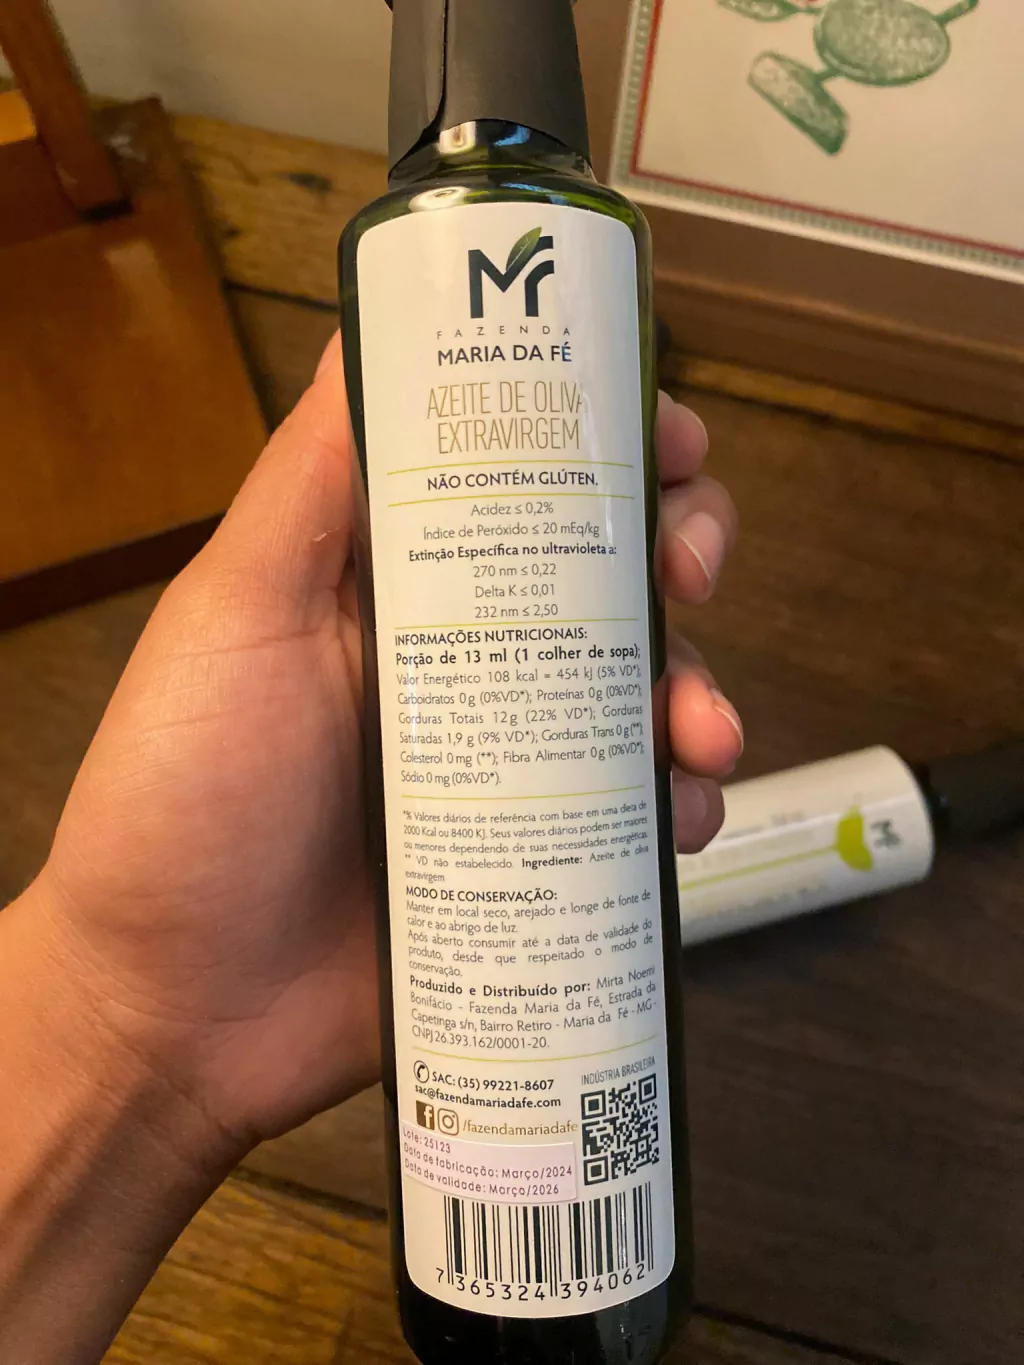 Mr
FAZENDA
MARIA DA FÉ
AZEITE DE OLIVA
EXTRAVIRGEM
NÃO CONTÉM GLÚTEN.
Acidez ≤ 0,2%
Índice de Peróxido ≤ 20 mEq/kg
Extinção Específica no ultravioleta a:
270 nm ≤ 0,22
Delta K ≤ 0,01
232 nm ≤ 2,50
INFORMAÇÕES NUTRICIONAIS:
Porção de 13 ml (1 colher de sopa);
Valor Energético 108 kcal = 454 kJ (5% VD*);
Carboidratos 0g (0%VD*); Proteínas 0g (0%VD*);
Gorduras Totais 12g (22% VD*); Gorduras
Saturadas 1,9 g (9% VD*); Gorduras Trans 0 g (**);
Colesterol 0 mg (**); Fibra Alimentar 0g (0%VD*);
Sódio 0 mg (0%VD*).
*% Valores diários de referência com base em uma dieta de
2000 Kcal ou 8400 KJ. Seus valores diários podem ser maiores
ou menores dependendo de suas necessidades energéticas.
** VD não estabelecido. Ingrediente: Azeite de oliva
extravirgem
MODO DE CONSERVAÇÃO:
Manter em local seco, arejado e longe de fonte de
calor e ao abrigo de luz.
Após aberto consumir até a data de validade do
produto, desde que respeitado o modo de
conservação.
Produzido e Distribuído por: Mirta Noemi
Bonifácio - Fazenda Maria da Fé, Estrada da
Capetinga s/n, Bairro Retiro - Maria da Fé - MG -
CNPJ 26.393.162/0001-20.
SAC: (35) 99221-8607
sac@fazendamariadafe.com
/fazendamariadafe
INDÚSTRIA BRASILEIRA
Lote: 25123
Data de fabricação: Março/2024
Data de validade: Março/2026
7 365324 394062